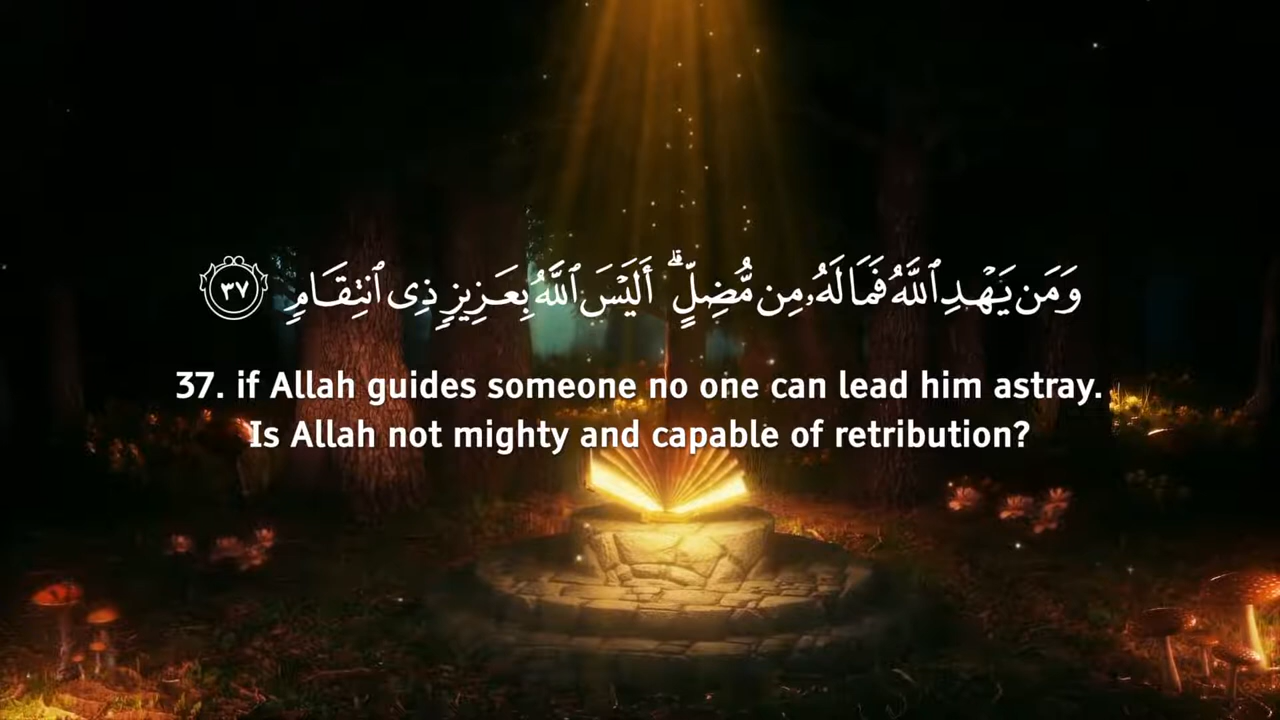 وَمَن يَهْدِ ٱللَّهُ فَمَا لَهُۥ مِن مُّضِلٍّ ۗ أَلَيْسَ ٱللَّهُ بِعَزِيزٍ ذِى ٱنتِقَامٍ ٣٧
37. if Allah guides someone no one can lead him astray.
Is Allah not mighty and capable of retribution?